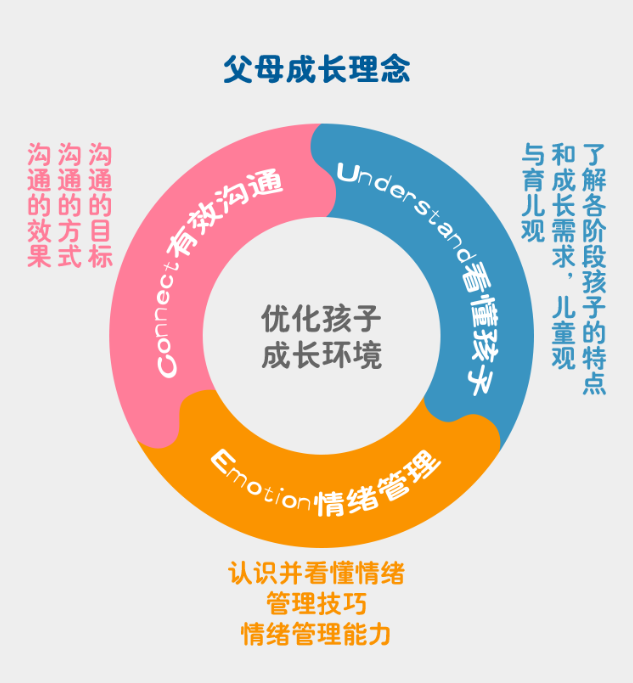 父母成长理念
Understand看懂孩子
了解各阶段孩子的特点
和成长需求，儿童观
与育儿观
Emotion情绪管理
认识并看懂情绪
管理技巧
情绪管理能力
Connect有效沟通
沟通的目标
沟通的方式
沟通的效果
优化孩子
成长环境